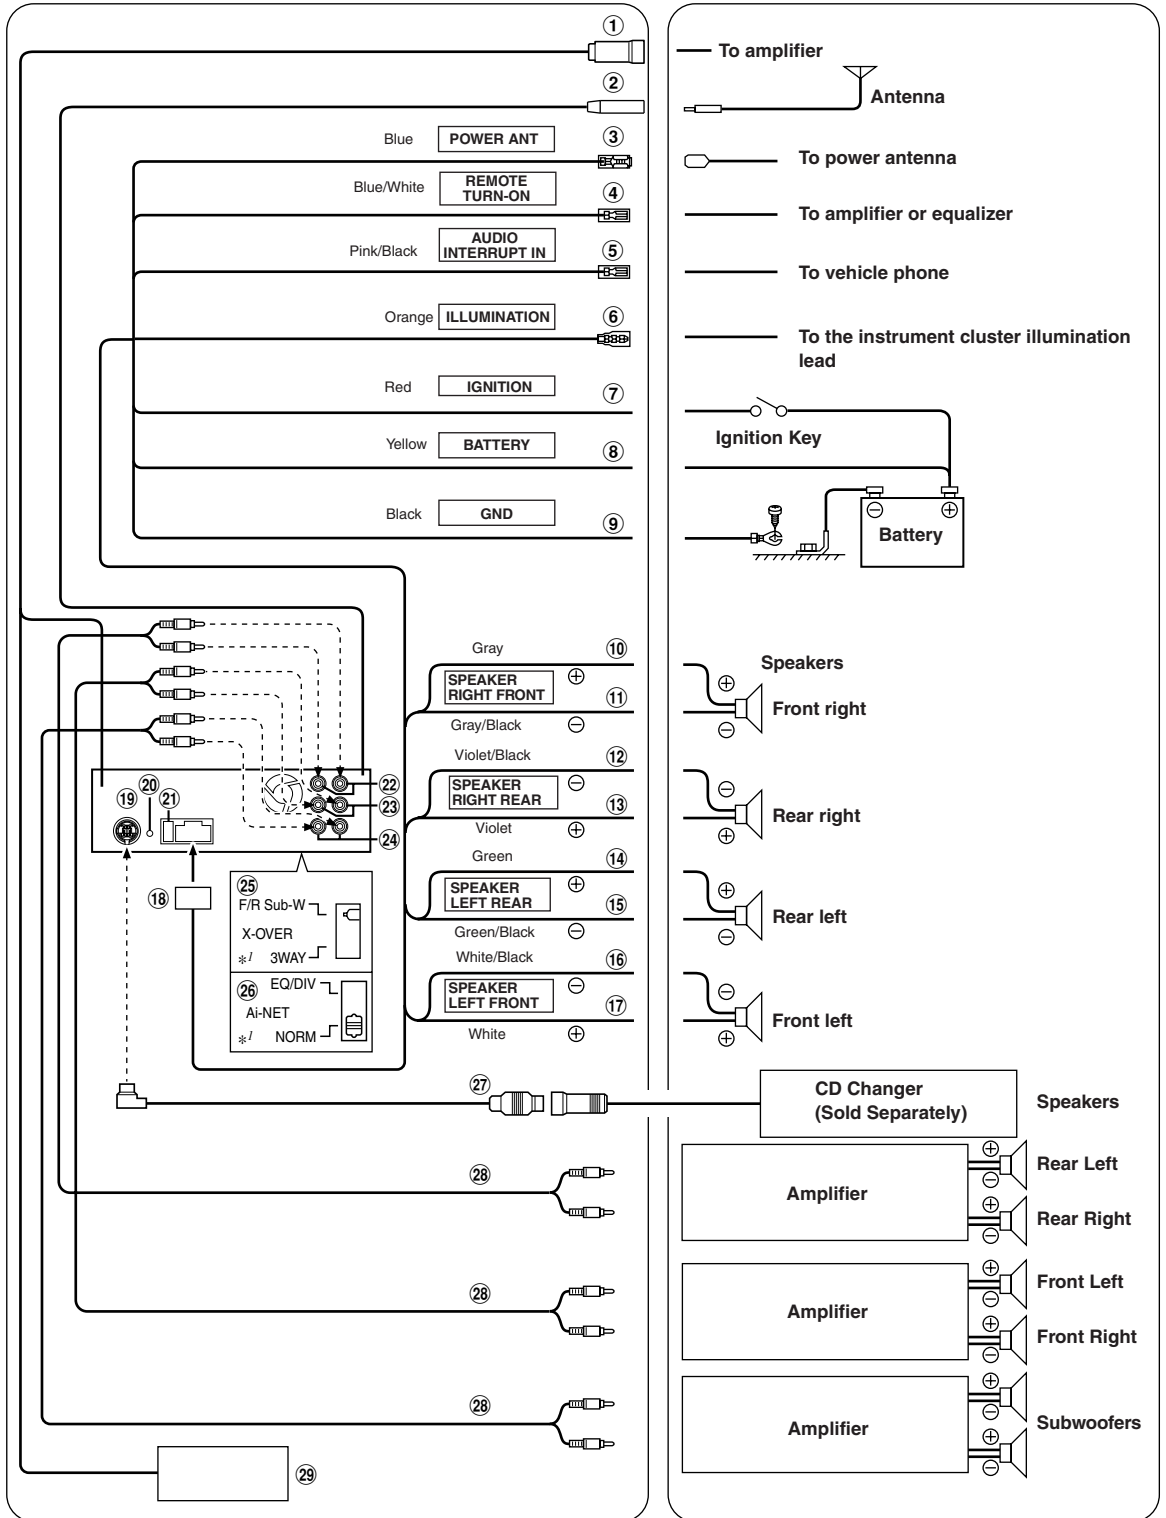 ①
To amplifier
②
Antenna
Blue POWER ANT ③
To power antenna
Blue/White REMOTE
TURN-ON ④
To amplifier or equalizer
Pink/Black AUDIO
INTERRUPT IN ⑤
To vehicle phone
Orange ILLUMINATION ⑥
To the instrument cluster illumination
lead
Red IGNITION ⑦
Ignition Key
Yellow BATTERY ⑧
Black GND ⑨
⊖ ⊕
Battery
Gray ⑩
Speakers
SPEAKER
RIGHT FRONT ⊕ ⑪
Gray/Black ⊖
⊕
Front right
⊖
Violet/Black ⑫
SPEAKER
RIGHT REAR ⊖ ⑬
Violet ⊕
⊖
Rear right
⊕
Green ⑭
SPEAKER
LEFT REAR ⊕ ⑮
Green/Black ⊖
⊕
Rear left
⊖
White/Black ⑯
SPEAKER
LEFT FRONT ⊖ ⑰
White ⊕
⊖
Front left
⊕
⑲ ⑳ ㉑
㉒
㉓
㉔
⑱
㉕
F/R Sub-W
X-OVER
*1 3WAY
㉖ EQ/DIV
Ai-NET
*1 NORM
㉗
CD Changer
(Sold Separately)
Speakers
㉘
Amplifier
⊕
⊖
Rear Left
⊕
⊖
Rear Right
㉘
Amplifier
⊕
⊖
Front Left
⊕
⊖
Front Right
㉘
Amplifier
⊕
⊖
Subwoofers
⊕
⊖
㉙